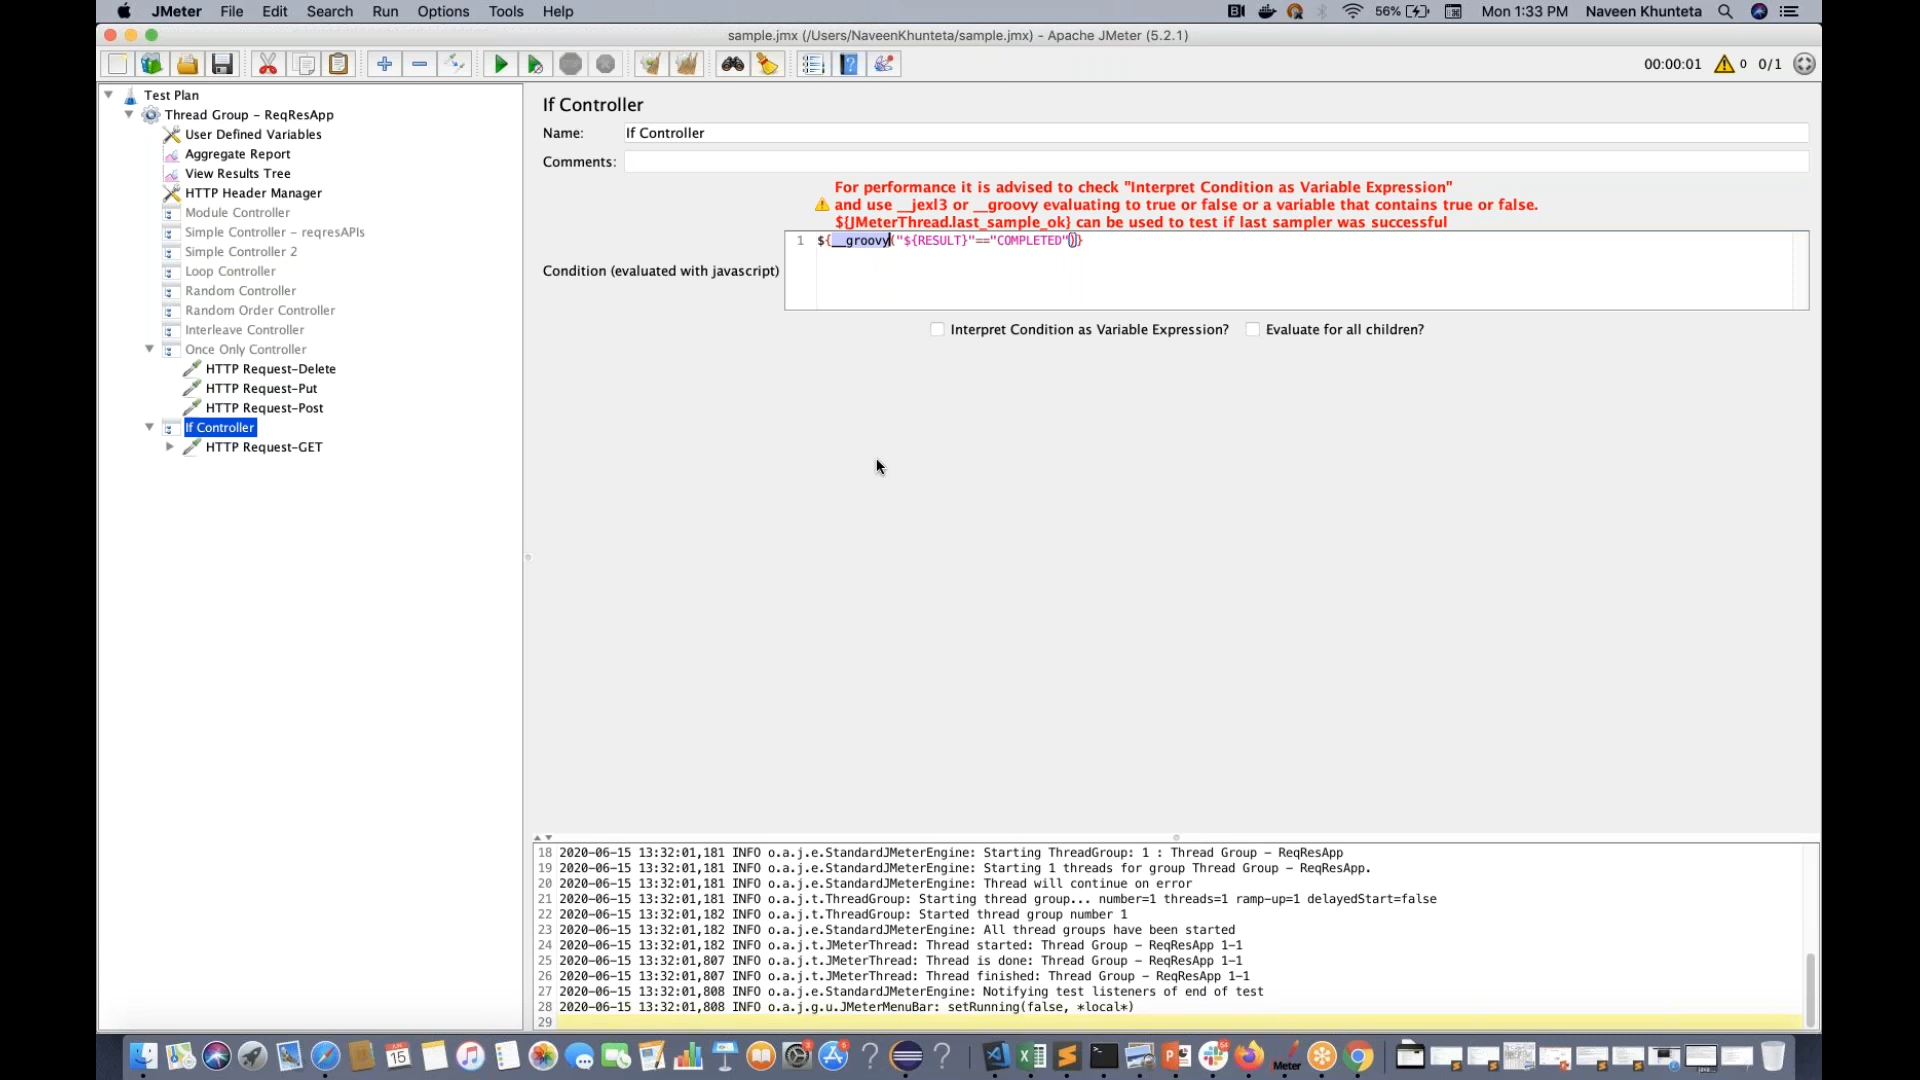 JMeter File Edit Search Run Options Tools Help
56% Mon 1:33 PM Naveen Khunteta
sample.jmx (/Users/NaveenKhunteta/sample.jmx) - Apache JMeter (5.2.1)
00:00:01 0 0/1
Test Plan
Thread Group - ReqResApp
User Defined Variables
Aggregate Report
View Results Tree
HTTP Header Manager
Module Controller
Simple Controller - reqresAPIs
Simple Controller 2
Loop Controller
Random Controller
Random Order Controller
Interleave Controller
Once Only Controller
HTTP Request-Delete
HTTP Request-Put
HTTP Request-Post
If Controller
HTTP Request-GET
If Controller
Name: If Controller
Comments:
For performance it is advised to check "Interpret Condition as Variable Expression"
and use __jexl3 or __groovy evaluating to true or false or a variable that contains true or false.
${JMeterThread.last_sample_ok} can be used to test if last sampler was successful
1 ${__groovy("${RESULT}"=="COMPLETED")}
Condition (evaluated with javascript)
Interpret Condition as Variable Expression? Evaluate for all children?
18 2020-06-15 13:32:01,181 INFO o.a.j.e.StandardJMeterEngine: Starting ThreadGroup: 1 : Thread Group - ReqResApp
19 2020-06-15 13:32:01,181 INFO o.a.j.e.StandardJMeterEngine: Starting 1 threads for group Thread Group - ReqResApp.
20 2020-06-15 13:32:01,181 INFO o.a.j.e.StandardJMeterEngine: Thread will continue on error
21 2020-06-15 13:32:01,181 INFO o.a.j.t.ThreadGroup: Starting thread group... number=1 threads=1 ramp-up=1 delayedStart=false
22 2020-06-15 13:32:01,182 INFO o.a.j.t.ThreadGroup: Started thread group number 1
23 2020-06-15 13:32:01,182 INFO o.a.j.e.StandardJMeterEngine: All thread groups have been started
24 2020-06-15 13:32:01,182 INFO o.a.j.t.JMeterThread: Thread started: Thread Group - ReqResApp 1-1
25 2020-06-15 13:32:01,807 INFO o.a.j.t.JMeterThread: Thread is done: Thread Group - ReqResApp 1-1
26 2020-06-15 13:32:01,807 INFO o.a.j.t.JMeterThread: Thread finished: Thread Group - ReqResApp 1-1
27 2020-06-15 13:32:01,808 INFO o.a.j.e.StandardJMeterEngine: Notifying test listeners of end of test
28 2020-06-15 13:32:01,808 INFO o.a.j.g.u.JMeterMenuBar: setRunning(false, *local*)
29
15